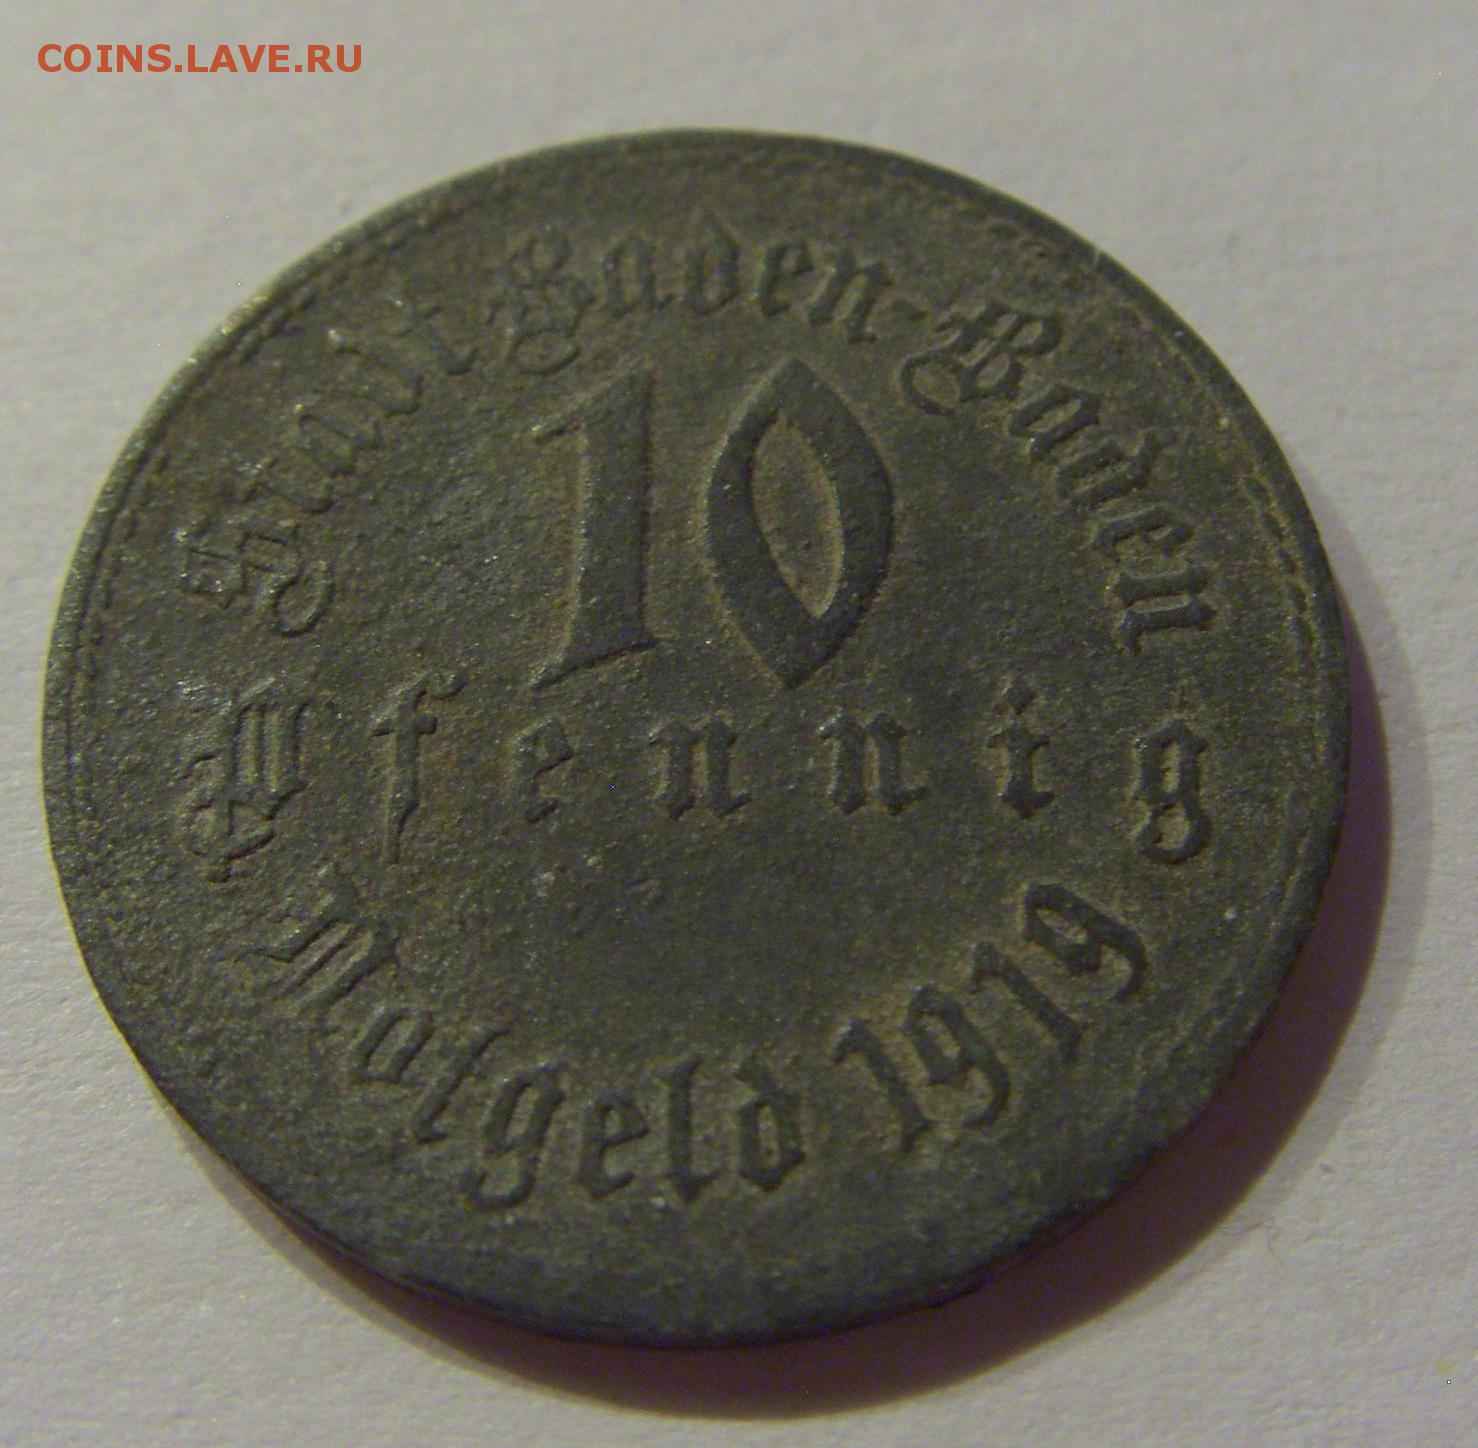 COINS.LAVE.RU
Stadt Baden-Baden
10
Pfennig
Notgeld 1919